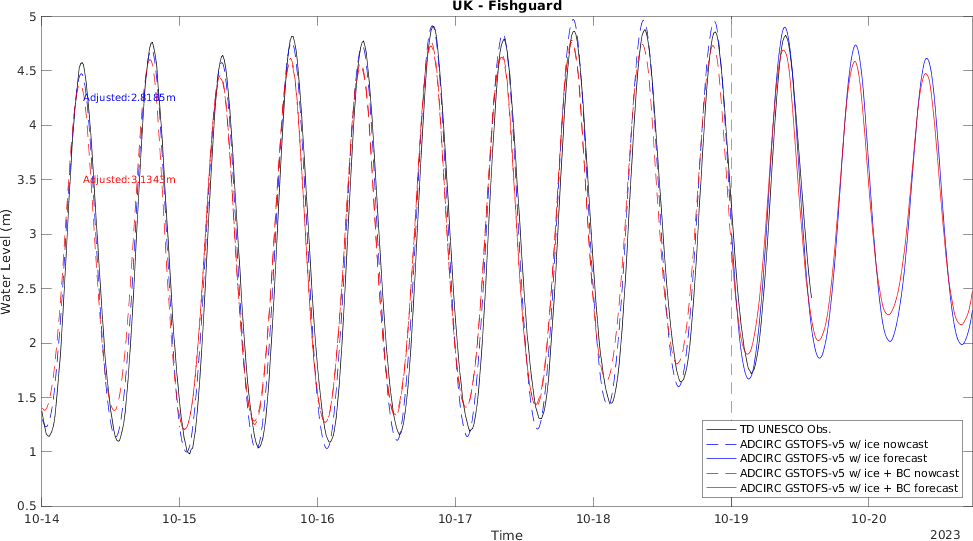 UK - Fishguard
5
4.5
4
3.5
3
2.5
2
1.5
1
0.5
Water Level (m)
Adjusted:2.8185m
Adjusted:3.1343m
TD UNESCO Obs.
ADCIRC GSTOFS-v5 w/ ice nowcast
ADCIRC GSTOFS-v5 w/ ice forecast
ADCIRC GSTOFS-v5 w/ ice + BC nowcast
ADCIRC GSTOFS-v5 w/ ice + BC forecast
10-14 10-15 10-16 10-17 10-18 10-19 10-20
Time
2023